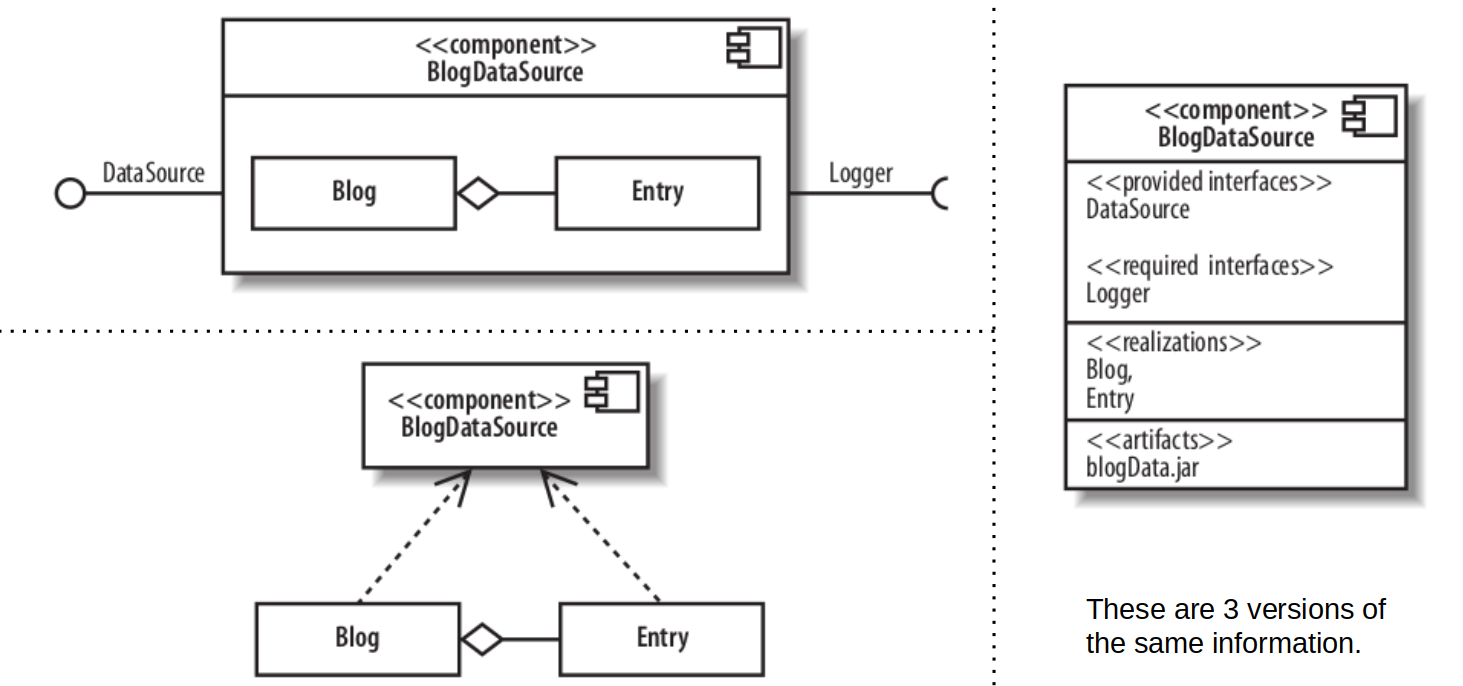 <<component>>
BlogDataSource
DataSource
Blog
Entry
Logger
<<component>>
BlogDataSource
Blog
Entry
<<component>>
BlogDataSource
<<provided interfaces>>
DataSource
<<required interfaces>>
Logger
<<realizations>>
Blog,
Entry
<<artifacts>>
blogData.jar
These are 3 versions of
the same information.